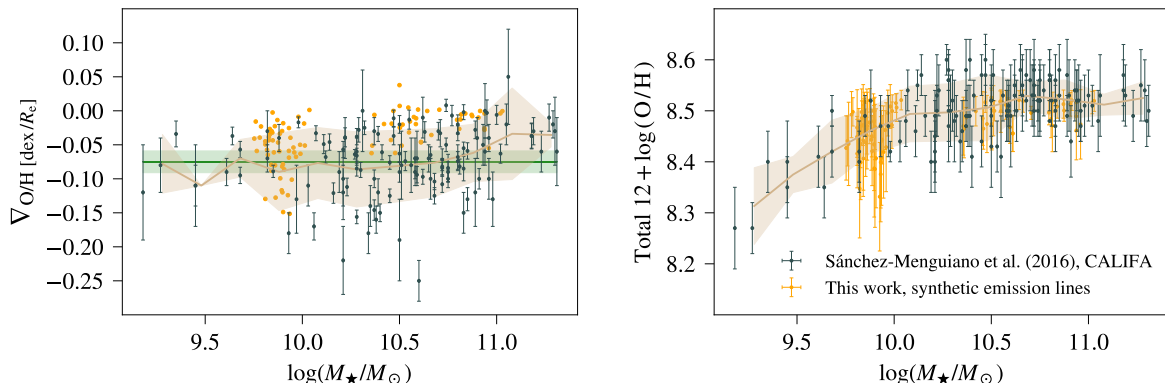 0.10
0.05
0.00
−0.05
−0.10
−0.15
−0.20
−0.25
∇O/H [dex/Re]
9.5 10.0 10.5 11.0
log(M★/M⊙)
8.6
8.5
8.4
8.3
8.2
Total 12+log(O/H)
Sánchez-Menguiano et al. (2016), CALIFA
This work, synthetic emission lines
9.5 10.0 10.5 11.0
log(M★/M⊙)